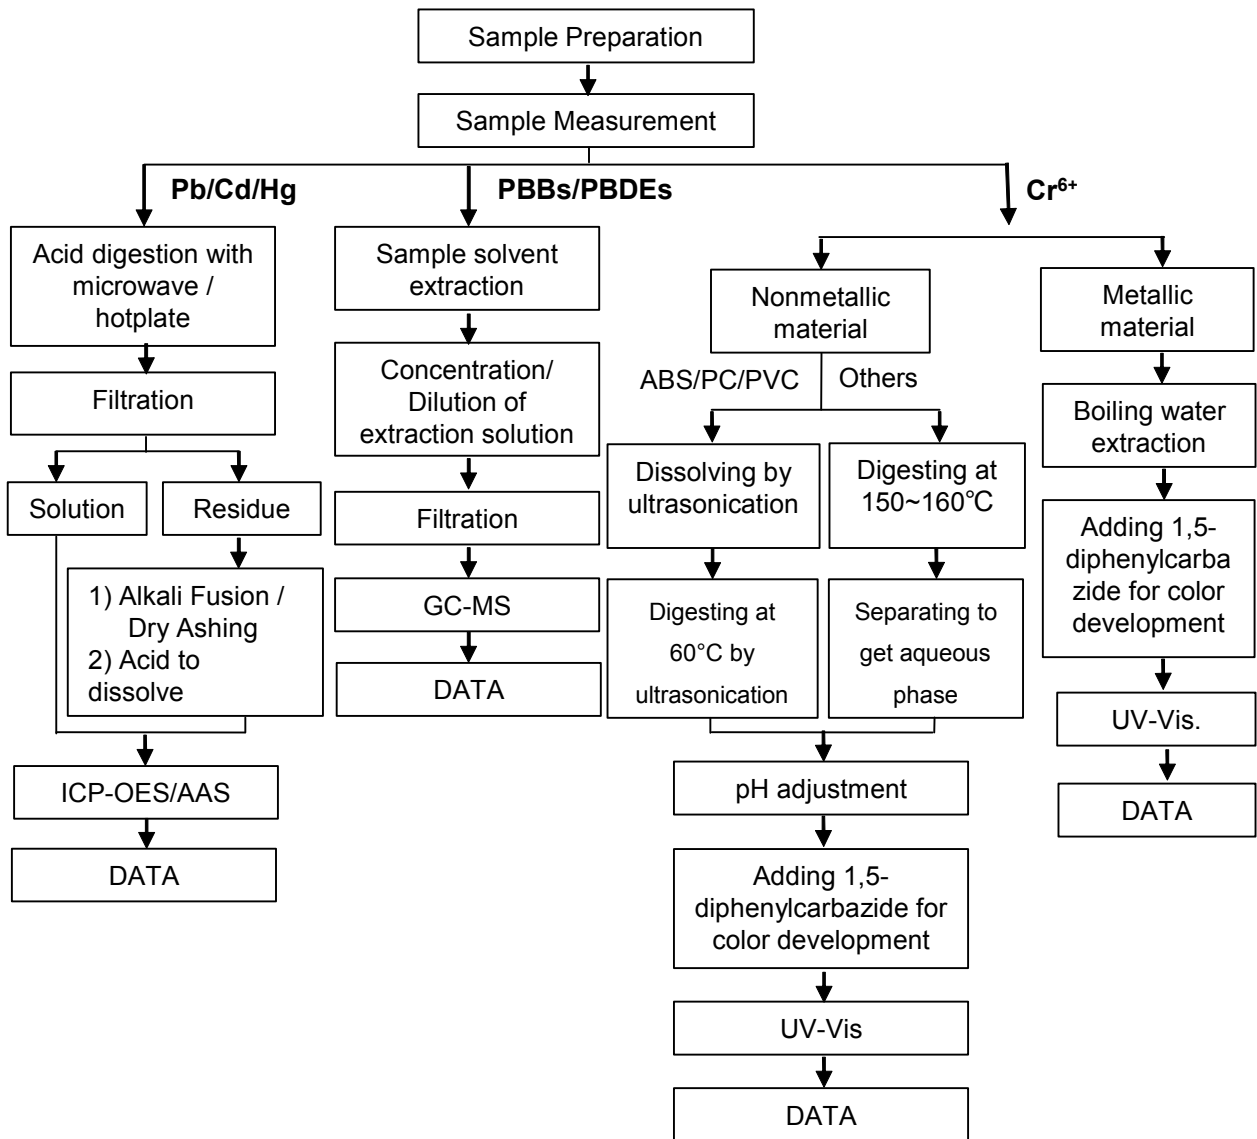 Sample Preparation
Sample Measurement
Pb/Cd/Hg
PBBs/PBDEs
Cr⁶⁺
Acid digestion with
microwave /
hotplate
Filtration
Solution
Residue
1) Alkali Fusion /
Dry Ashing
2) Acid to
dissolve
ICP-OES/AAS
DATA
Sample solvent
extraction
Concentration/
Dilution of
extraction solution
Filtration
GC-MS
DATA
Nonmetallic
material
ABS/PC/PVC
Others
Dissolving by
ultrasonication
Digesting at
60°C by
ultrasonication
Digesting at
150~160℃
Separating to
get aqueous
phase
pH adjustment
Adding 1,5-
diphenylcarbazide for
color development
UV-Vis
DATA
Metallic
material
Boiling water
extraction
Adding 1,5-
diphenylcarba
zide for color
development
UV-Vis.
DATA